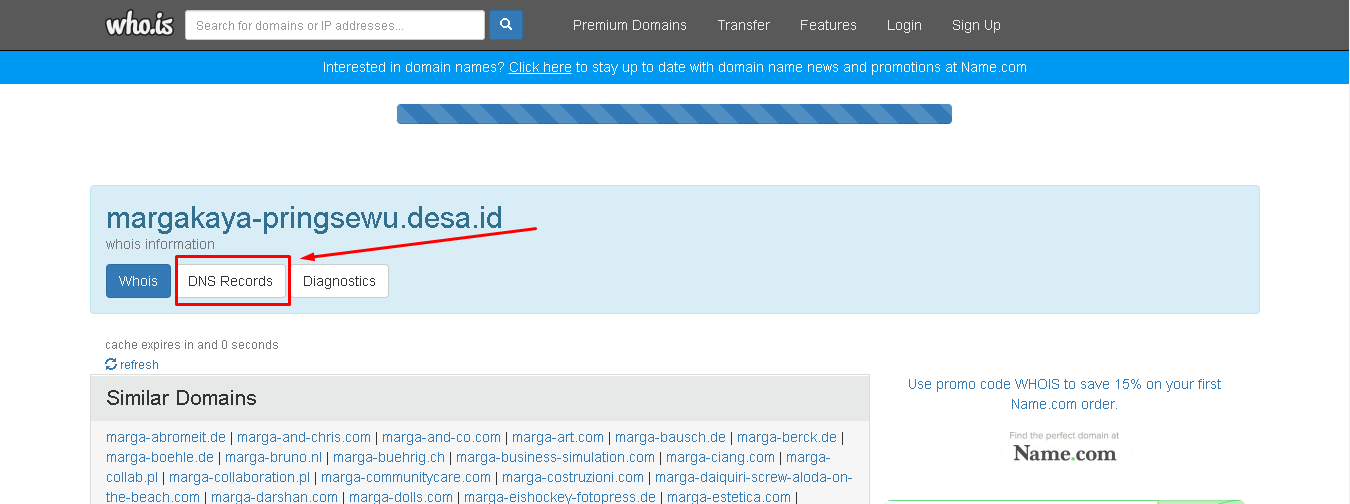 who.is Search for domains or IP addresses... Premium Domains Transfer Features Login Sign Up
Interested in domain names? Click here to stay up to date with domain name news and promotions at Name.com
margakaya-pringsewu.desa.id
whois information
Whois DNS Records Diagnostics
cache expires in and 0 seconds
refresh
Similar Domains
marga-abromeit.de | marga-and-chris.com | marga-and-co.com | marga-art.com | marga-bausch.de | marga-berck.de |
marga-boehle.de | marga-bruno.nl | marga-buehrig.ch | marga-business-simulation.com | marga-ciang.com | marga-
collab.pl | marga-collaboration.pl | marga-communitycare.com | marga-costruzioni.com | marga-daiquiri-screw-aloda-on-
the-beach.com | marga-darshan.com | marga-dolls.com | marga-eishockey-fotopress.de | marga-estetica.com |
Use promo code WHOIS to save 15% on your first
Name.com order.
Find the perfect domain at
Name.com